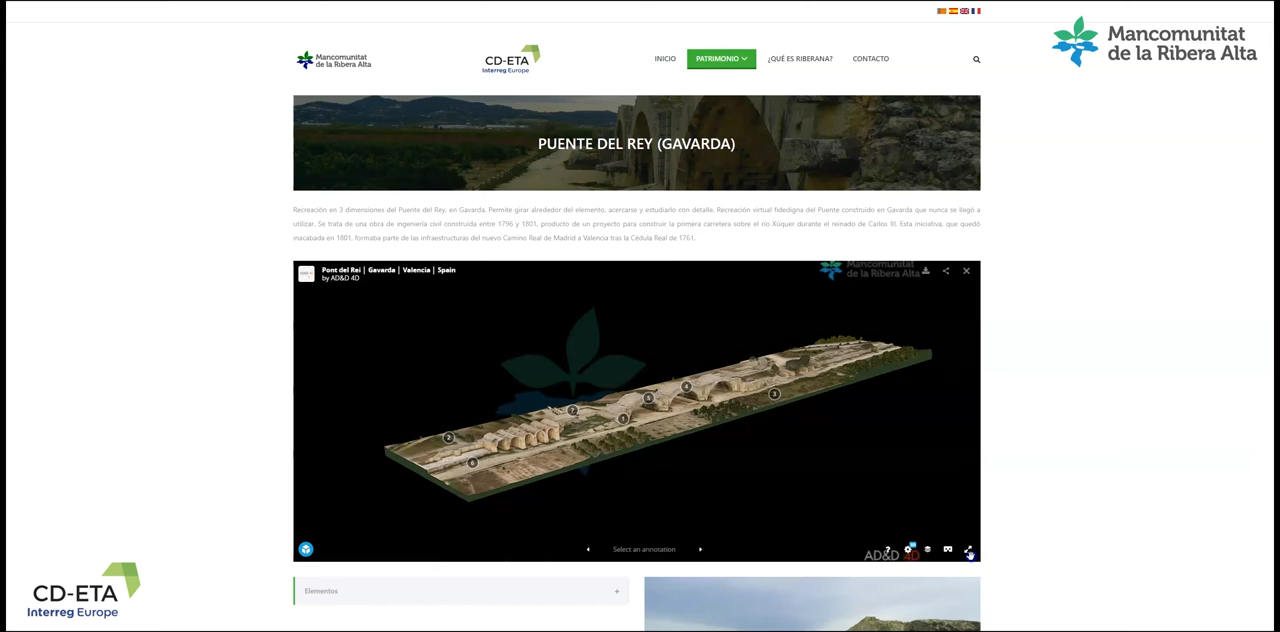 Mancomunitat
de la Ribera Alta
Mancomunitat
de la Ribera Alta
CD-ETA
Interreg Europe
INICIO
PATRIMONIO
¿QUÉ ES RIBERANA?
CONTACTO
PUENTE DEL REY (GAVARDA)
Recreación en 3 dimensiones del Puente del Rey, en Gavarda. Permite girar alrededor del elemento, acercarse y estudiarlo con detalle. Recreación virtual fidedigna del Puente construido en Gavarda que nunca se llegó a
utilizar. Se trata de una obra de ingeniería civil construida entre 1796 y 1801, producto de un proyecto para construir la primera carretera sobre el río Xúquer durante el reinado de Carlos III. Esta iniciativa, que quedó
inacabada en 1801, formaba parte de las infraestructuras del nuevo Camino Real de Madrid a Valencia tras la Cédula Real de 1761.
Pont del Rei | Gavarda | Valencia | Spain
by AD&D 4D
Mancomunitat
de la Ribera Alta
4
3
5
7
1
2
6
Select an annotation
?
AD&D 4D
Elementos
+
CD-ETA
Interreg Europe